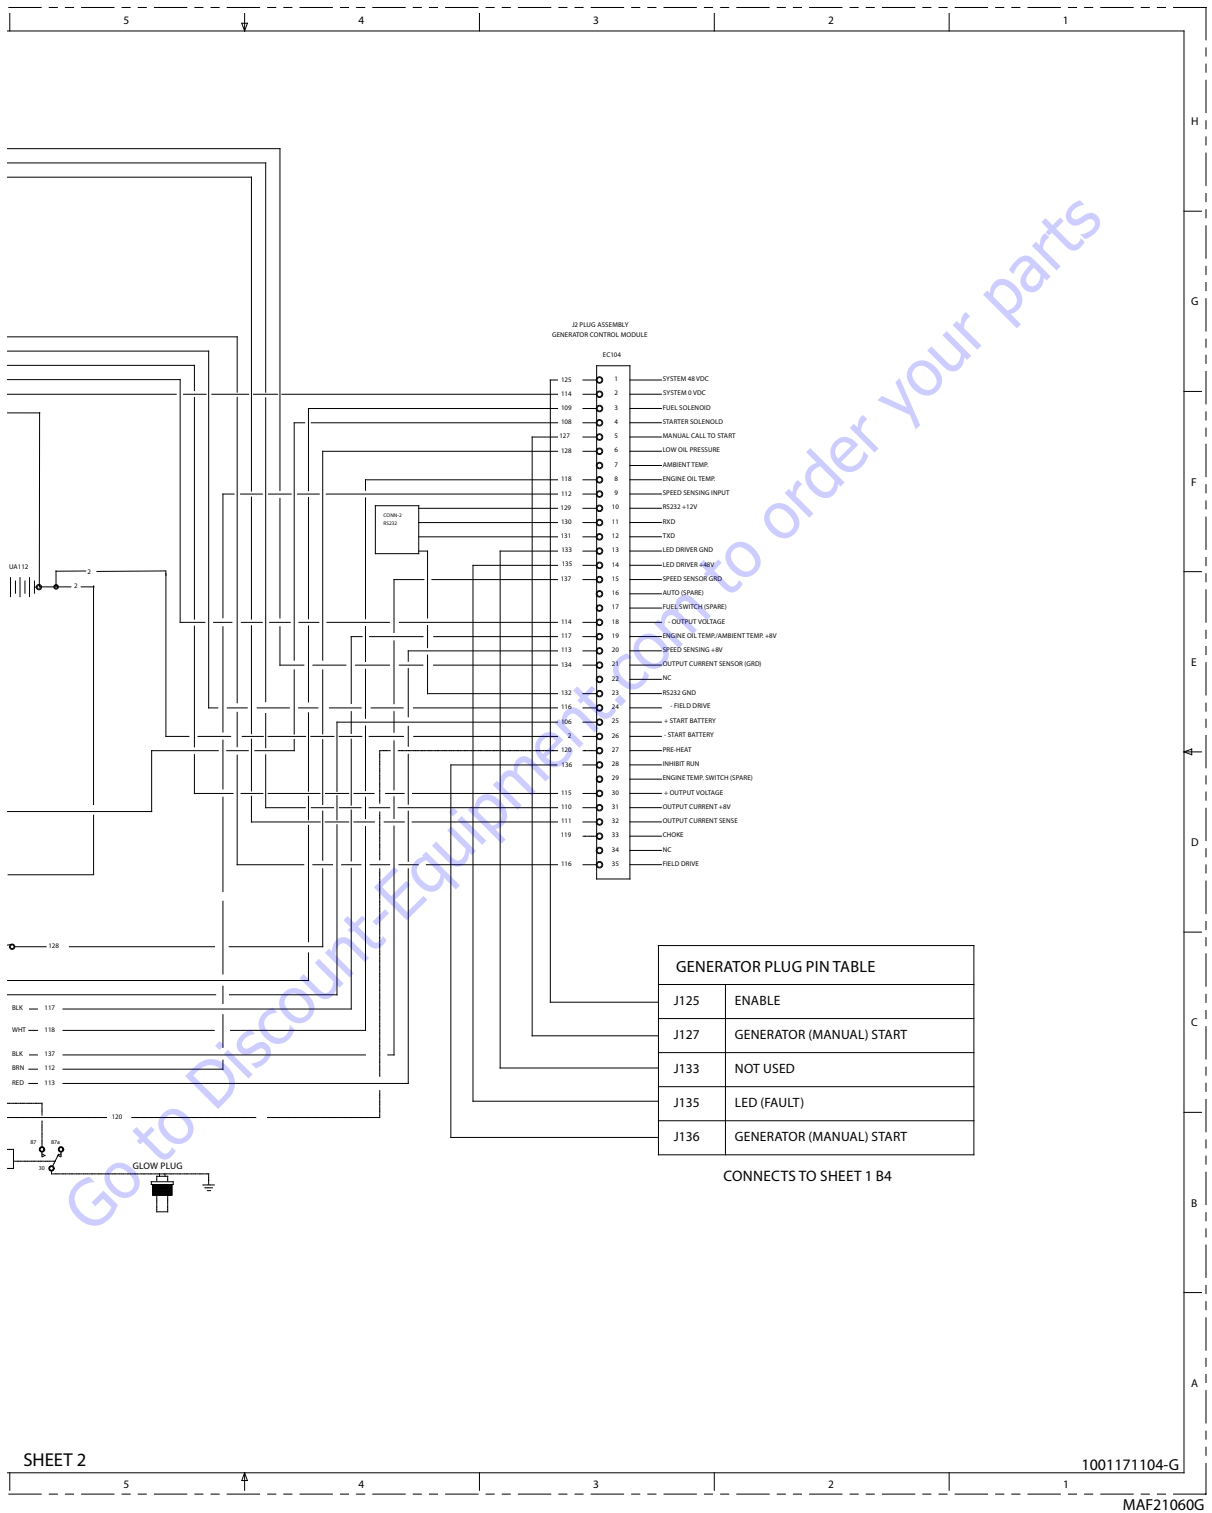 5 4 3 2 1
H
G
F
E
D
C
B
A
J2 PLUG ASSEMBLY
GENERATOR CONTROL MODULE
EC104
125 1 SYSTEM 48 VDC
114 2 SYSTEM 0 VDC
109 3 FUEL SOLENOID
108 4 STARTER SOLENOLD
127 5 MANUAL CALL TO START
128 6 LOW OIL PRESSURE
7 AMBIENT TEMP.
118 8 ENGINE OIL TEMP.
112 9 SPEED SENSING INPUT
129 10 RS232 +12V
130 11 RXD
131 12 TXD
133 13 LED DRIVER GND
135 14 LED DRIVER +48V
137 15 SPEED SENSOR GRD
16 AUTO (SPARE)
17 FUEL SWITCH (SPARE)
114 18 - OUTPUT VOLTAGE
117 19 ENGINE OIL TEMP./AMBIENT TEMP. +8V
113 20 SPEED SENSING +8V
134 21 OUTPUT CURRENT SENSOR (GRD)
22 NC
132 23 RS232 GND
116 24 - FIELD DRIVE
106 25 + START BATTERY
2 26 - START BATTERY
120 27 PRE-HEAT
136 28 INHIBIT RUN
29 ENGINE TEMP. SWITCH (SPARE)
115 30 + OUTPUT VOLTAGE
110 31 OUTPUT CURRENT +8V
111 32 OUTPUT CURRENT SENSE
119 33 CHOKE
34 NC
116 35 FIELD DRIVE
CONN-2
RS232
UA112
2
2
128
BLK 117
WHT 118
BLK 137
BRN 112
RED 113
120
87 87a
30
GLOW PLUG
GENERATOR PLUG PIN TABLE
J125 ENABLE
J127 GENERATOR (MANUAL) START
J133 NOT USED
J135 LED (FAULT)
J136 GENERATOR (MANUAL) START
CONNECTS TO SHEET 1 B4
Go to Discount-Equipment.com to order your parts
SHEET 2
1001171104-G
5 4 3 2 1
MAF21060G